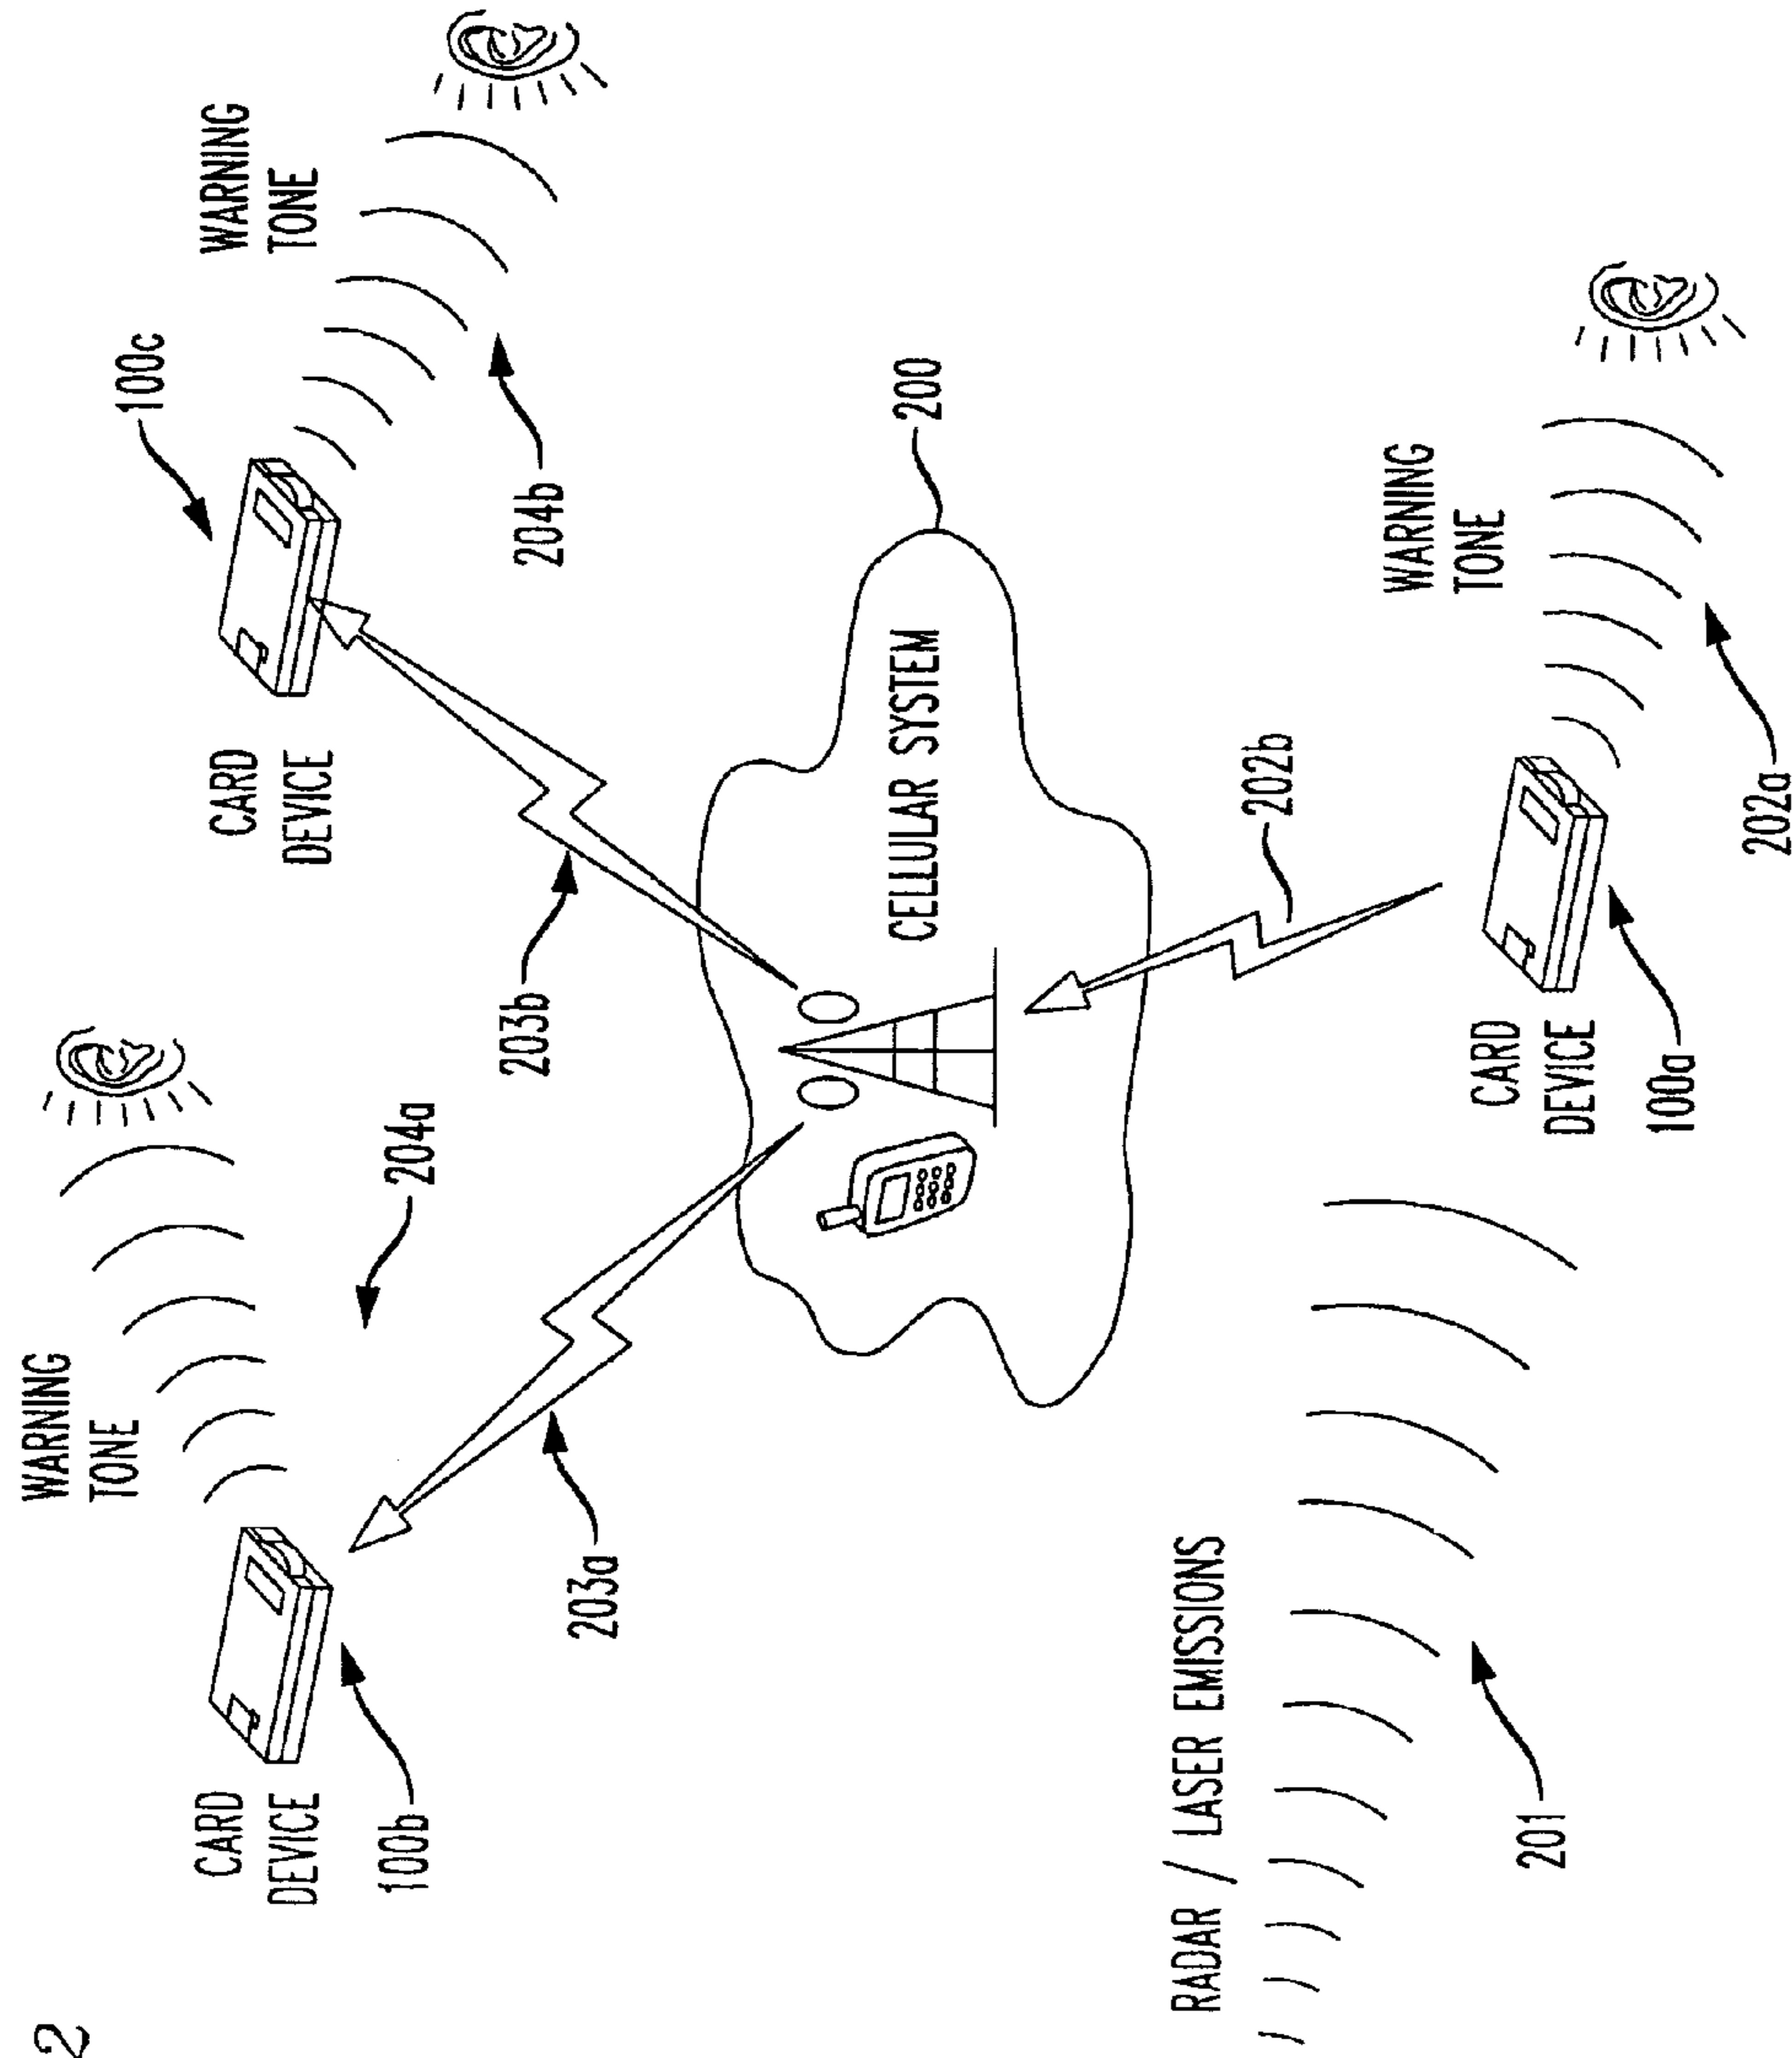 2
WARNING
TONE
100c
CARD
DEVICE
100b
CARD
DEVICE
WARNING
TONE
204a
203b
204b
203a
200
CELLULAR SYSTEM
RADAR / LASER EMISSIONS
202b
WARNING
TONE
CARD
DEVICE
201
100a
202a